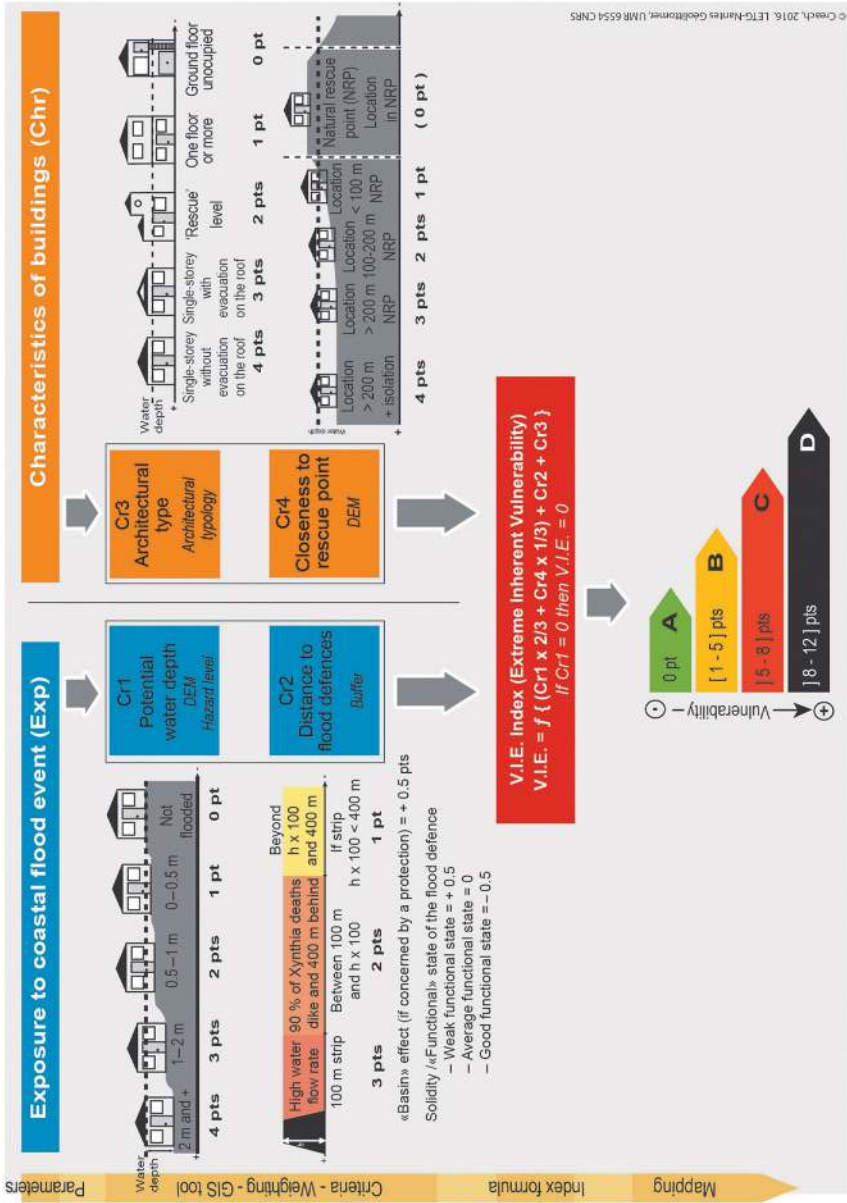 Parameters
Criteria - Weighting - GIS tool
Index formula
Mapping
Exposure to coastal flood event (Exp)
Water
depth
2 m and +
1–2 m
0.5–1 m
0–0.5 m
Not
flooded
4 pts
3 pts
2 pts
1 pt
0 pt
Cr1
Potential
water depth
DEM
Hazard level
High water
flow rate
90 % of Xynthia deaths
dike and 400 m behind
Beyond
h x 100
and 400 m
100 m strip
Between 100 m
and h x 100
If strip
h x 100 < 400 m
3 pts
2 pts
1 pt
«Basin» effect (if concerned by a protection) = + 0.5 pts
Solidity /«Functional» state of the flood defence
– Weak functional state = + 0.5
– Average functional state = 0
– Good functional state = – 0.5
Cr2
Distance to
flood defences
Buffer
Characteristics of buildings (Chr)
Cr3
Architectural
type
Architectural
typology
Water
depth
Single-storey
without
evacuation
on the roof
Single-storey
with
evacuation
on the roof
'Rescue'
level
One floor
or more
Ground floor
unocupied
4 pts
3 pts
2 pts
1 pt
0 pt
Cr4
Closeness to
rescue point
DEM
Water depth
Location
> 200 m
+ isolation
Location
> 200 m
NRP
Location
100-200 m
NRP
Location
< 100 m
NRP
Natural rescue
point (NRP)
Location
in NRP
4 pts
3 pts
2 pts
1 pt
( 0 pt )
V.I.E. Index (Extreme Inherent Vulnerability)
V.I.E. = ƒ { (Cr1 x 2/3 + Cr4 x 1/3) + Cr2 + Cr3 }
If Cr1 = 0 then V.I.E. = 0
- Vulnerability +
0 pt A
[ 1 - 5 ] pts B
] 5 - 8 ] pts C
] 8 - 12 ] pts D
© Creach, 2016. LETG-Nantes Géolittomer, UMR 6554 CNRS